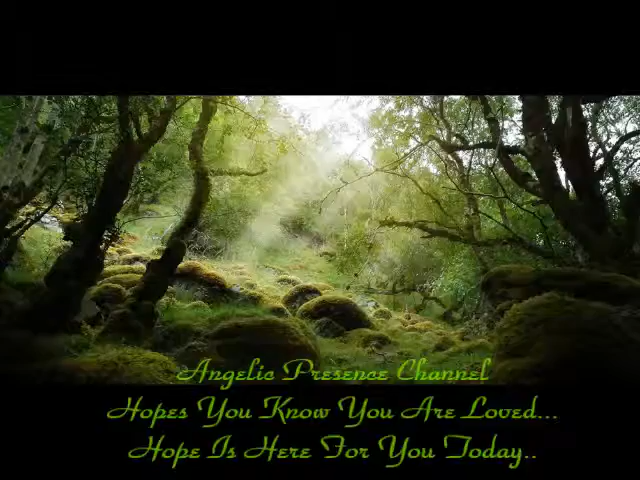 Angelic Presence Channel
Hopes You Know You Are Loved...
Hope Is Here For You Today..